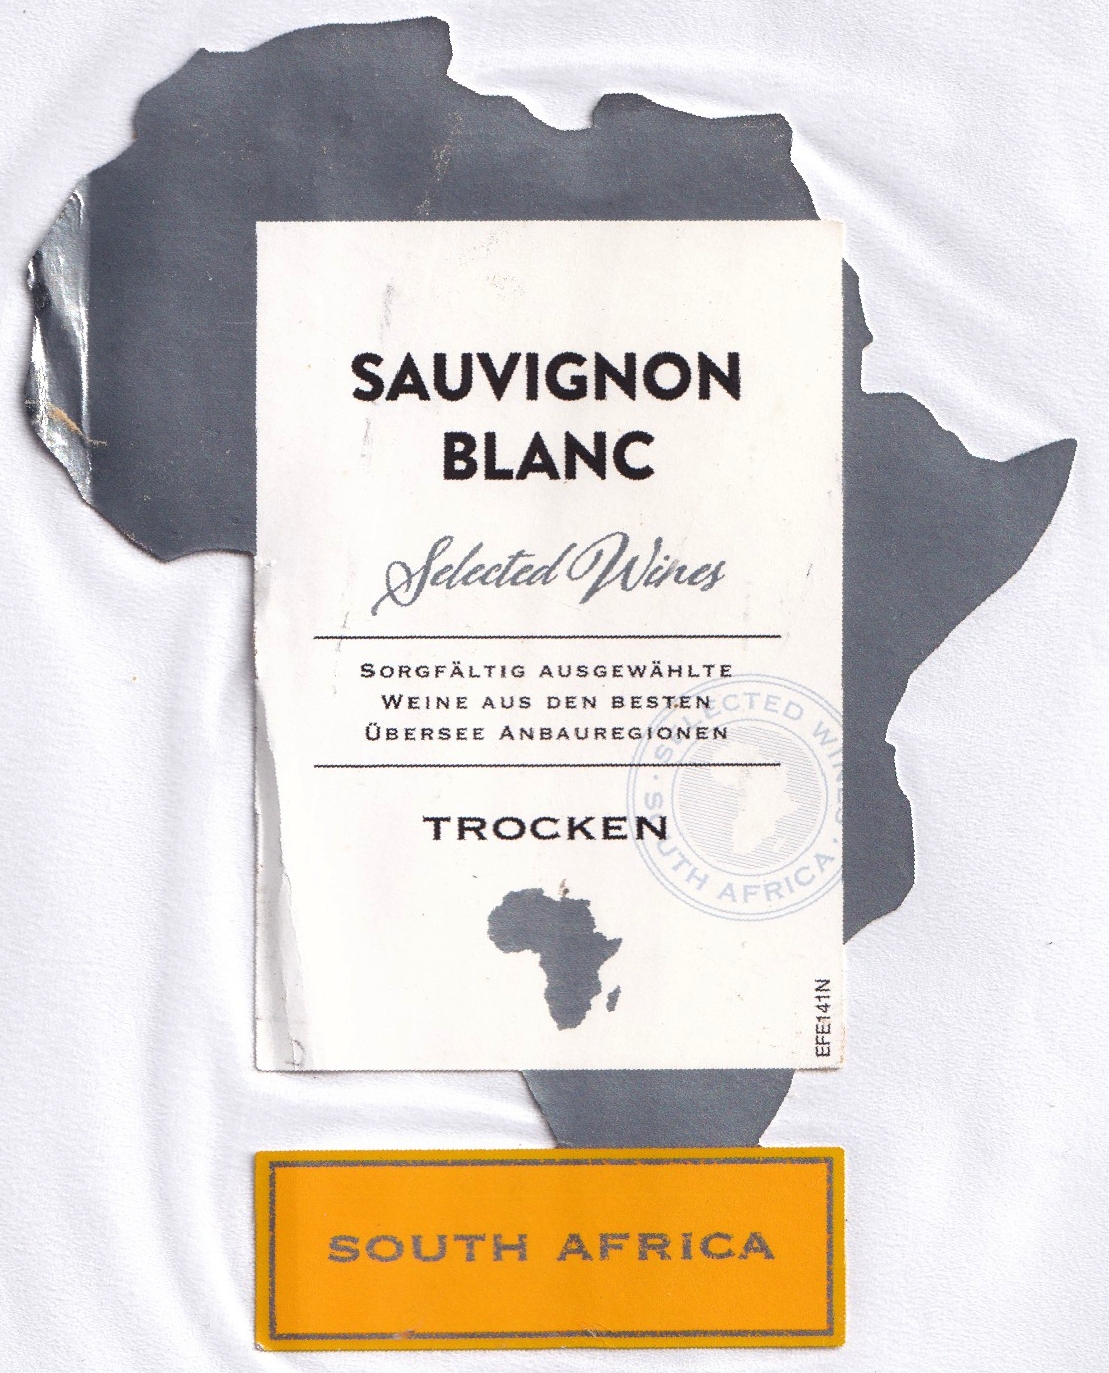 SAUVIGNON
BLANC
Selected Wines
SORGFÄLTIG AUSGEWÄHLTE
WEINE AUS DEN BESTEN
ÜBERSEE ANBAUREGIONEN
TROCKEN
· SELECTED WINES ·
SOUTH AFRICA
EFE141N
SOUTH AFRICA